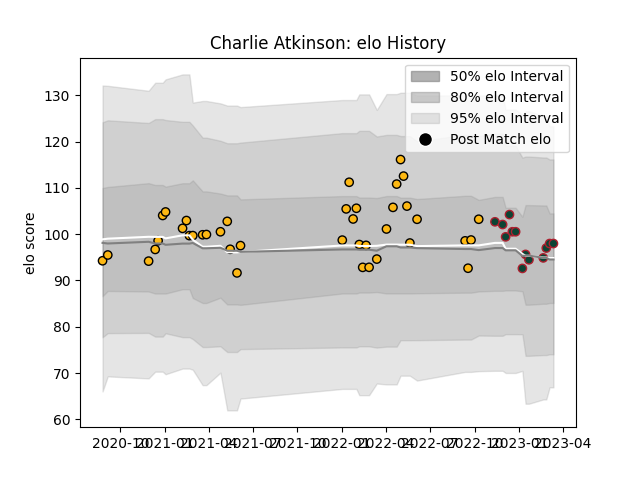 Charlie Atkinson: elo History
50% elo Interval
80% elo Interval
95% elo Interval
Post Match elo
elo score
130
120
110
100
90
80
70
60
2020-10 2021-01 2021-04 2021-07 2021-10 2022-01 2022-04 2022-07 2022-10 2023-01 2023-04